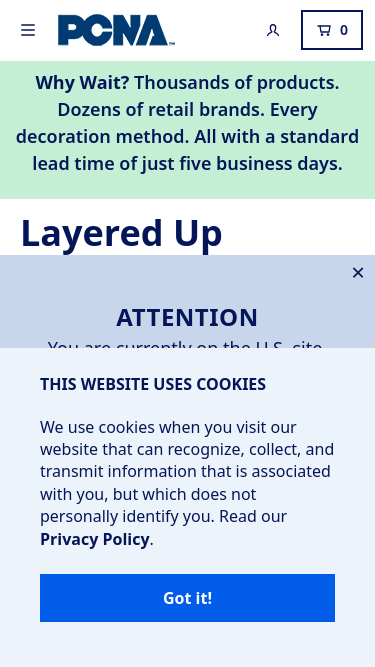 PCNA
0
Why Wait? Thousands of products.
Dozens of retail brands. Every
decoration method. All with a standard
lead time of just five business days.
Layered Up
ATTENTION
You are currently on the U.S. site.
THIS WEBSITE USES COOKIES
We use cookies when you visit our
website that can recognize, collect, and
transmit information that is associated
with you, but which does not
personally identify you. Read our
Privacy Policy.
Got it!